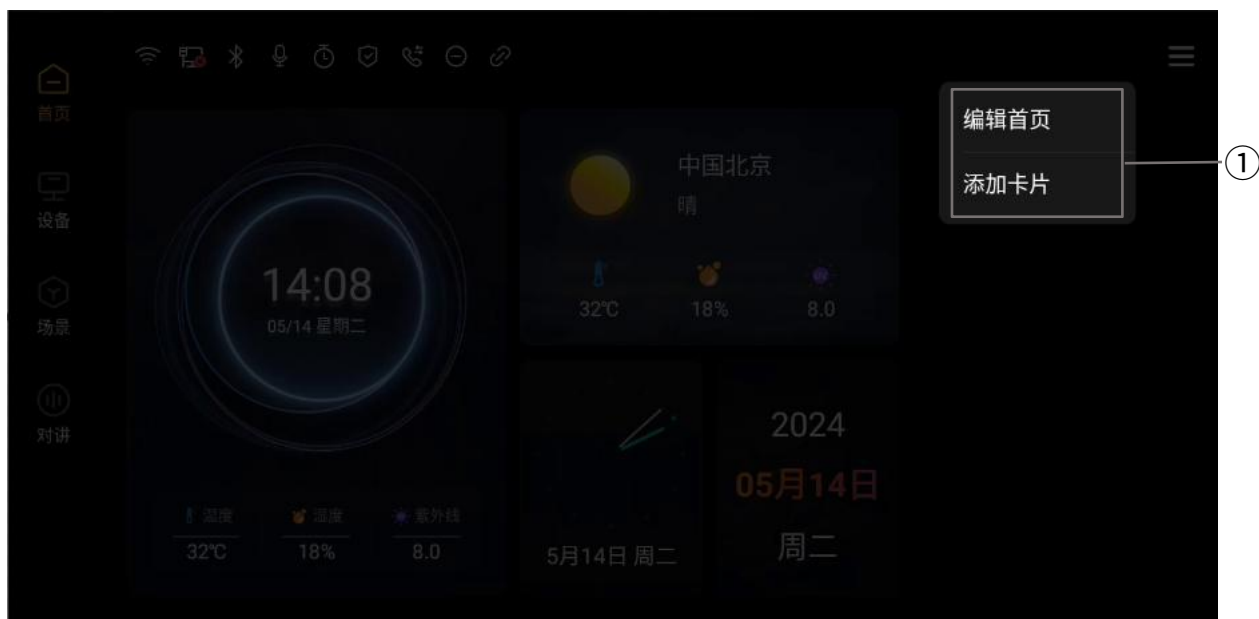 首页
设备
场景
对讲
14:08
05/14 星期二
温度
湿度
紫外线
32℃
18%
8.0
中国北京
晴
32℃
18%
8.0
5月14日 周二
2024
05月14日
周二
编辑首页
添加卡片
①